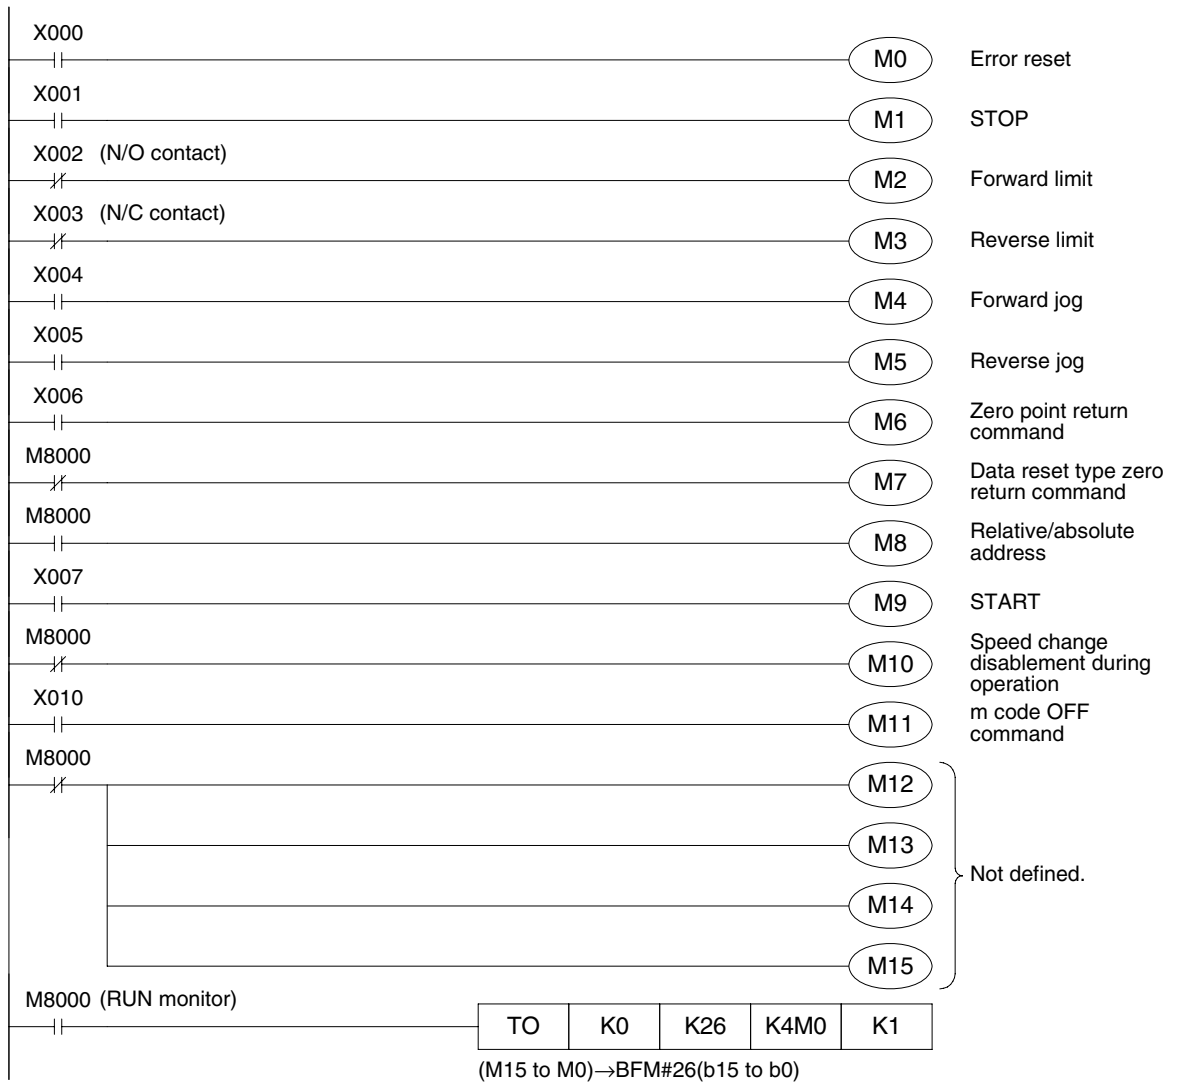 X000
M0 Error reset
X001
M1 STOP
X002 (N/O contact)
M2 Forward limit
X003 (N/C contact)
M3 Reverse limit
X004
M4 Forward jog
X005
M5 Reverse jog
X006
M6 Zero point return
command
M8000
M7 Data reset type zero
return command
M8000
M8 Relative/absolute
address
X007
M9 START
M8000
M10 Speed change
disablement during
operation
X010
M11 m code OFF
command
M8000
M12
M13
Not defined.
M14
M15
M8000 (RUN monitor)
TO K0 K26 K4M0 K1
(M15 to M0)→BFM#26(b15 to b0)